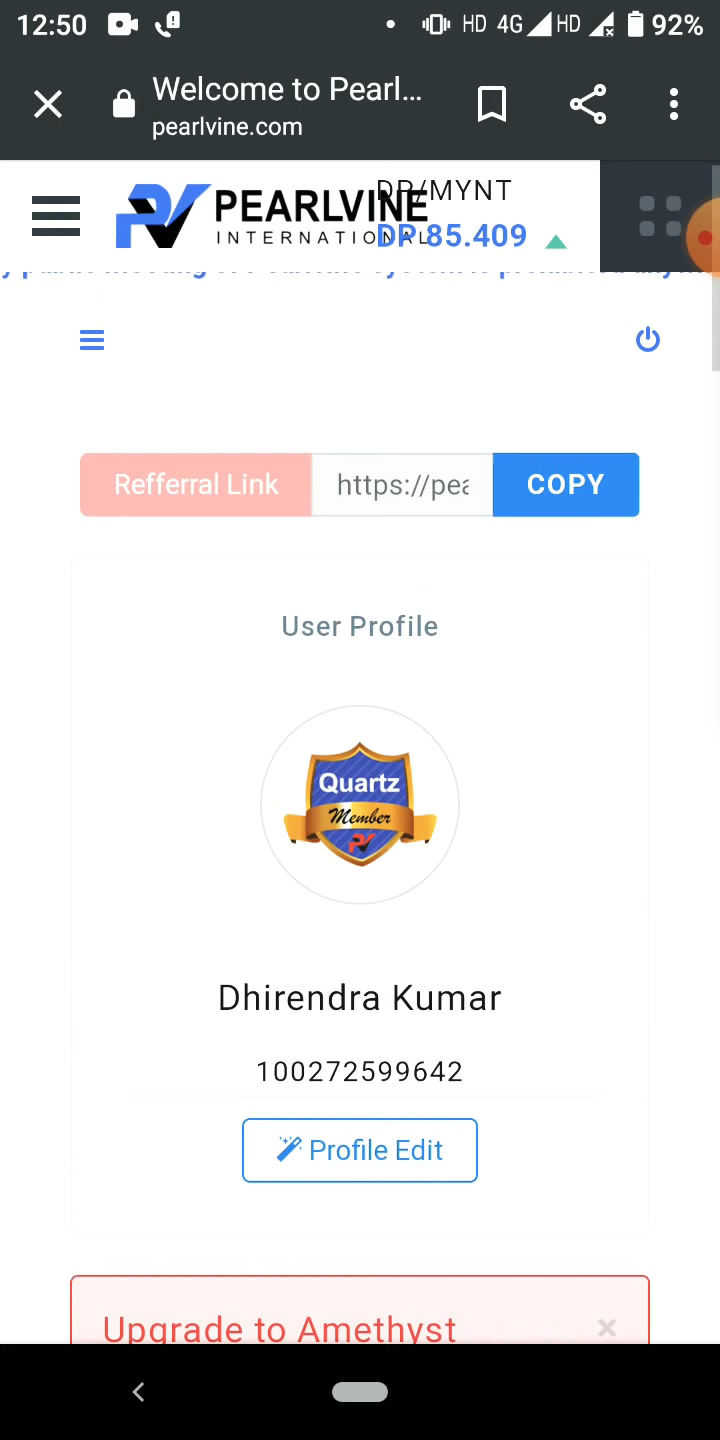 12:50 HD 4G HD 92%
Welcome to Pearl...
pearlvine.com
DP/MYNT
PEARLVINE
INTERNATIONAL
DP 85.409
Refferral Link https://pea COPY
User Profile
Quartz
Member
PV
Dhirendra Kumar
100272599642
Profile Edit
Upgrade to Amethyst ×